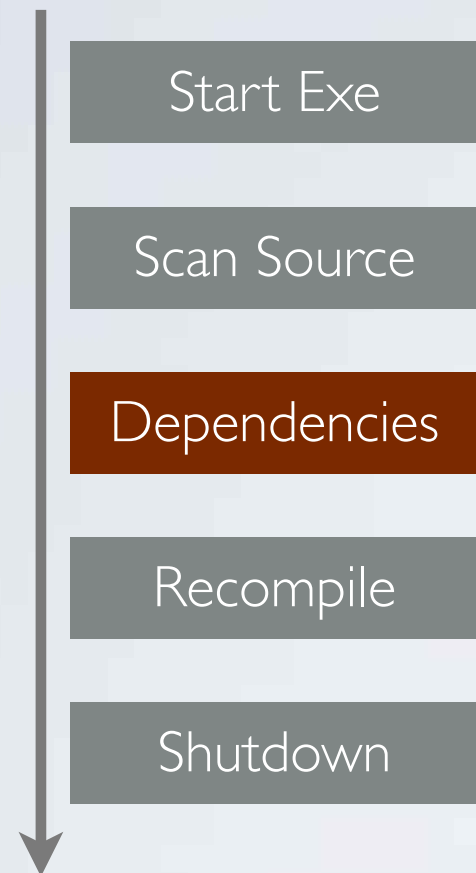 Start Exe
Scan Source
Dependencies
Recompile
Shutdown